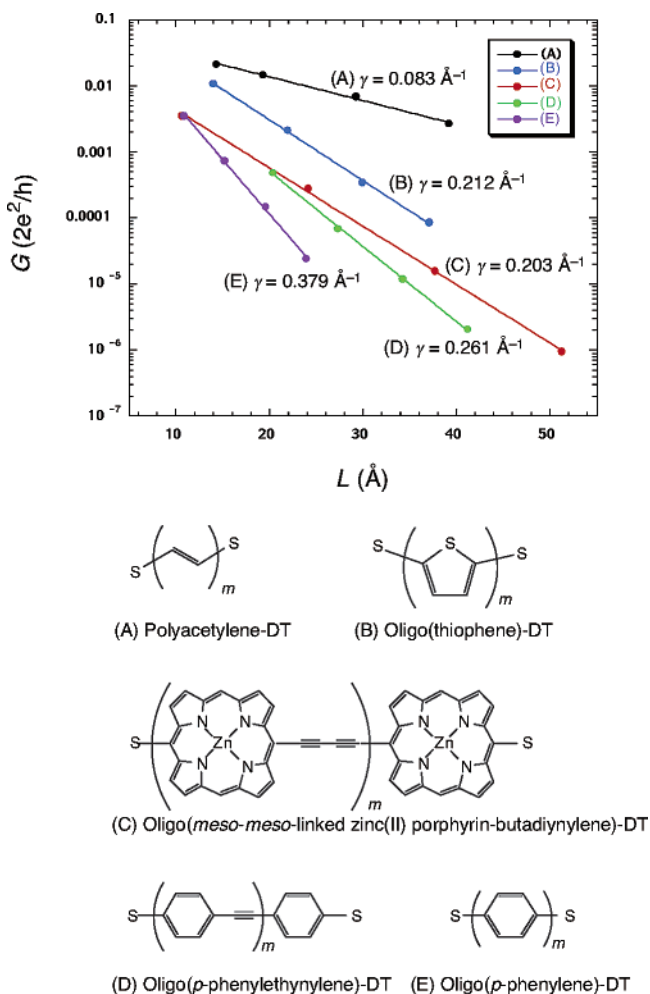 0.1
0.01
0.001
0.0001
10⁻⁵
10⁻⁶
10⁻⁷
G (2e²/h)
(A) γ = 0.083 Å⁻¹
(B) γ = 0.212 Å⁻¹
(C) γ = 0.203 Å⁻¹
(E) γ = 0.379 Å⁻¹
(D) γ = 0.261 Å⁻¹
(A)
(B)
(C)
(D)
(E)
10 20 30 40 50
L (Å)
S S m
(A) Polyacetylene-DT
S S S m
(B) Oligo(thiophene)-DT
S N N Zn N N m N N Zn N N S
(C) Oligo(meso-meso-linked zinc(II) porphyrin-butadiynylene)-DT
S m S
(D) Oligo(p-phenylethynylene)-DT
S m S
(E) Oligo(p-phenylene)-DT